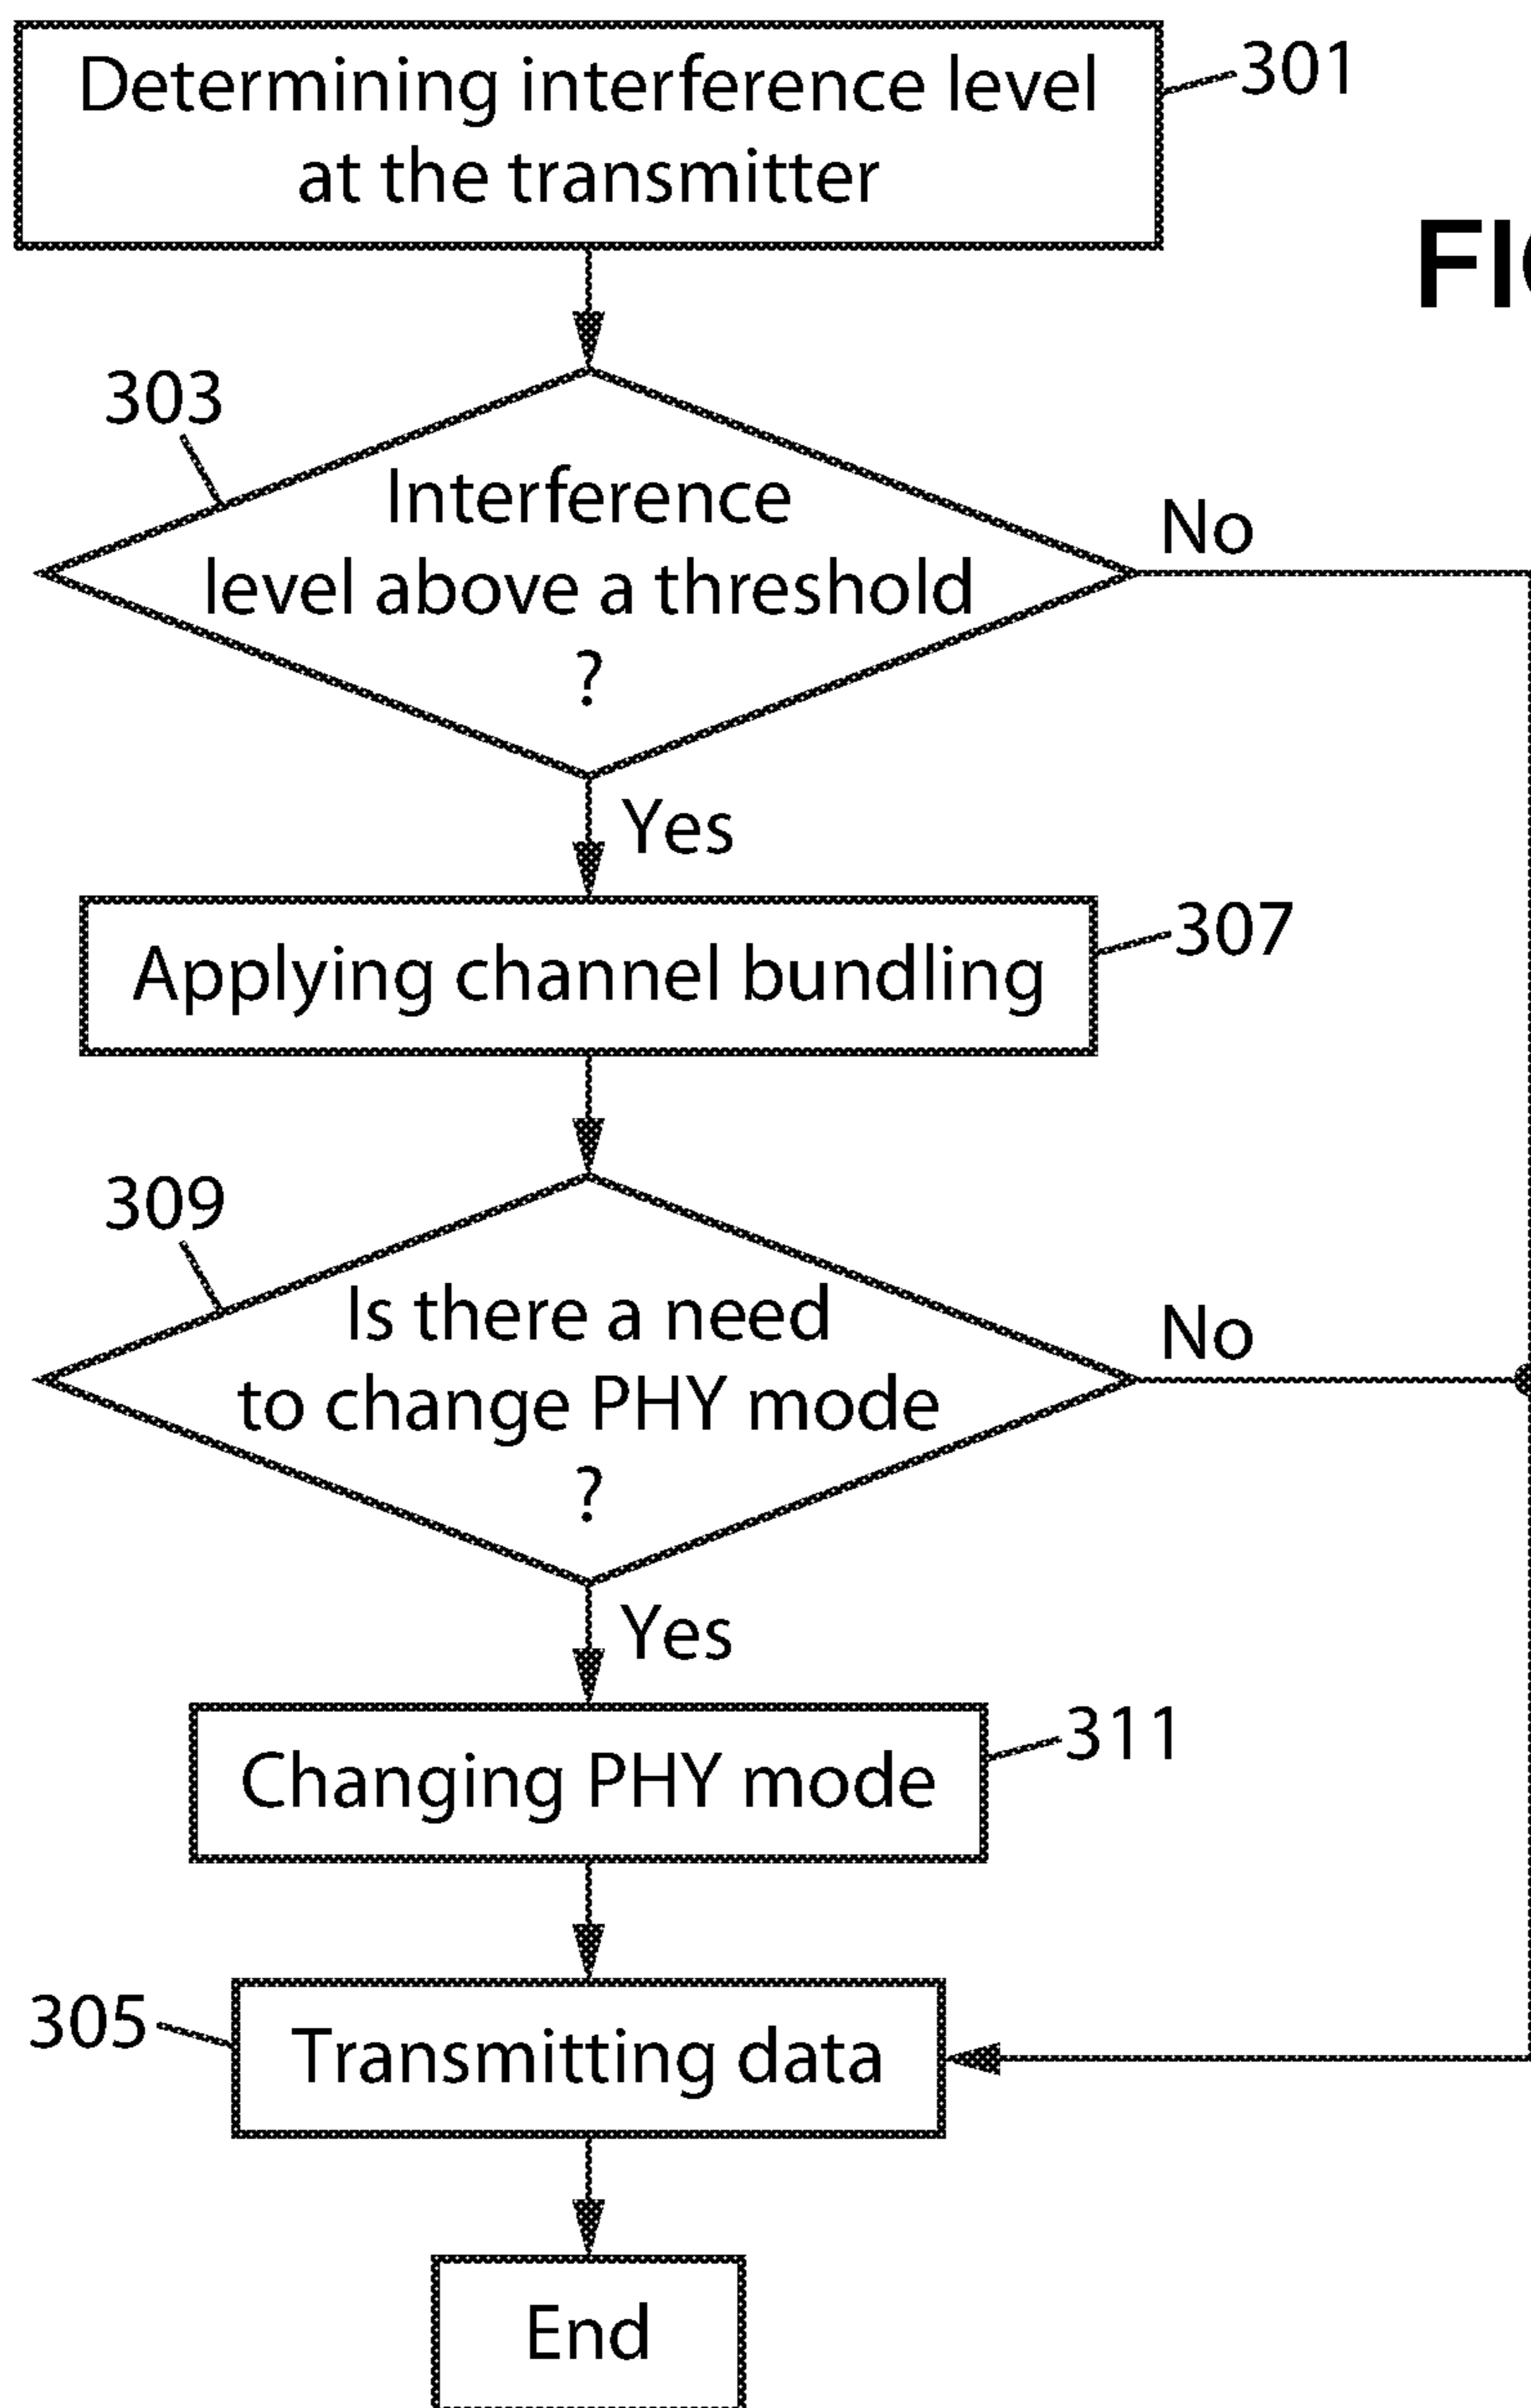 Determining interference level
at the transmitter
301
303
Interference
level above a threshold
?
No
Yes
Applying channel bundling
307
309
Is there a need
to change PHY mode
?
No
Yes
Changing PHY mode
311
305
Transmitting data
End